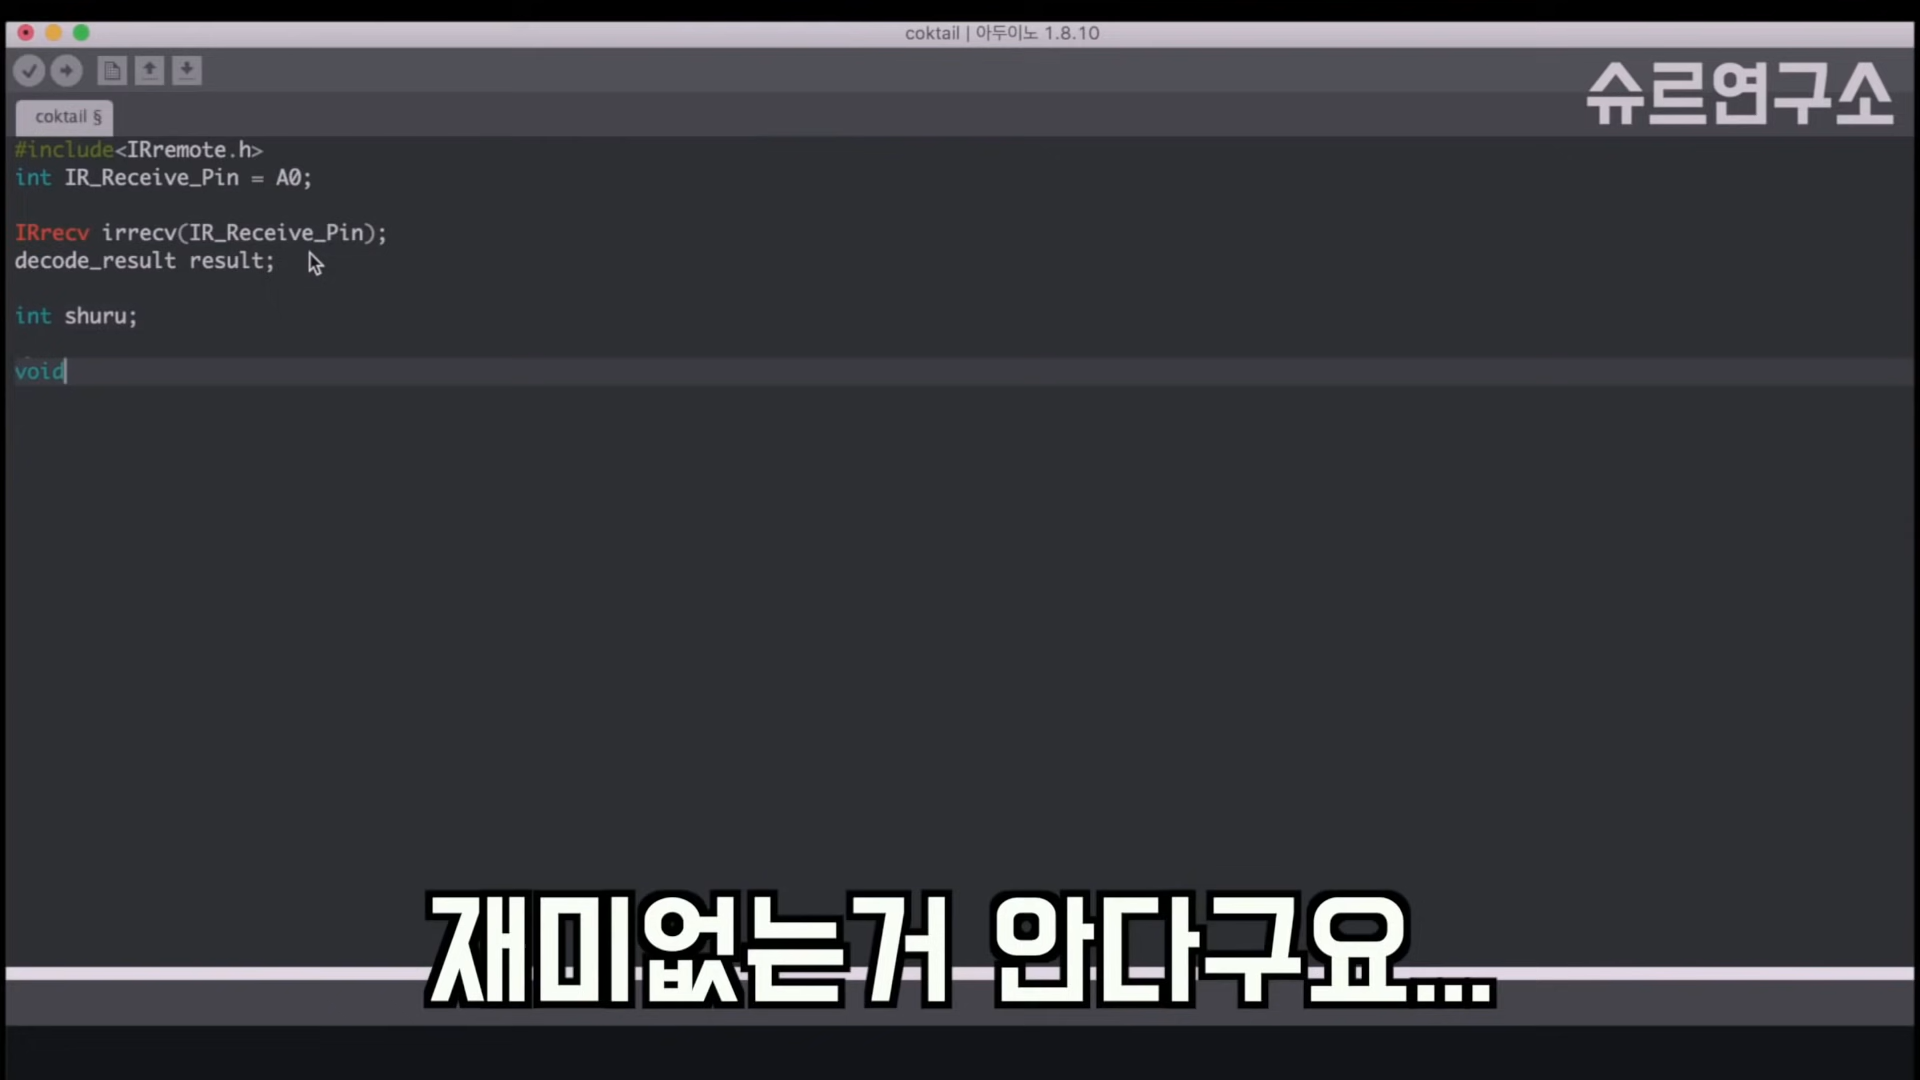 coktail | 아두이노 1.8.10
슈르연구소
coktail §
#include<IRremote.h>
int IR_Receive_Pin = A0;
IRrecv irrecv(IR_Receive_Pin);
decode_result result;
int shuru;
void
재미없는거 안다구요...